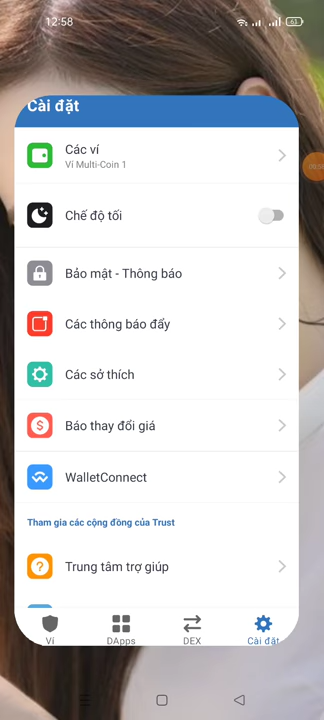 12:58
63
Cài đặt
Các ví
Ví Multi-Coin 1
Chế độ tối
Bảo mật - Thông báo
Các thông báo đẩy
Các sở thích
Báo thay đổi giá
WalletConnect
Tham gia các cộng đồng của Trust
Trung tâm trợ giúp
Ví
DApps
DEX
Cài đặt